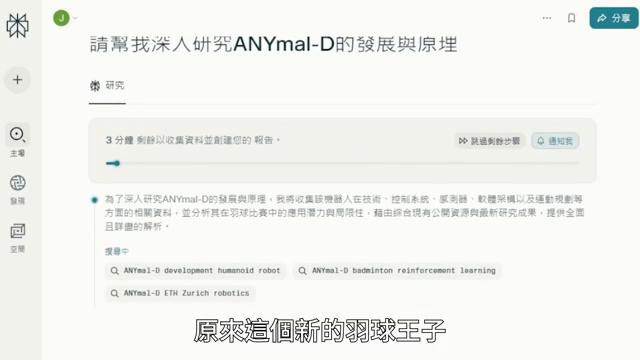 J
分享
請幫我深入研究ANYmal-D的發展與原理
研究
3 分鐘 剩餘以收集資料並創建您的 報告。
跳過剩餘步驟
通知我
主場
發現
空間
為了深入研究ANYmal-D的發展與原理，我將收集該機器人在技術、控制系統、感測器、軟體架構以及運動規劃等
方面的相關資料，並分析其在羽球比賽中的應用潛力與局限性，藉由綜合現有公開資源與最新研究成果，提供全面
且詳盡的解析。
搜尋中
ANYmal-D development humanoid robot
ANYmal-D badminton reinforcement learning
ANYmal-D ETH Zurich robotics
原來這個新的羽球王子